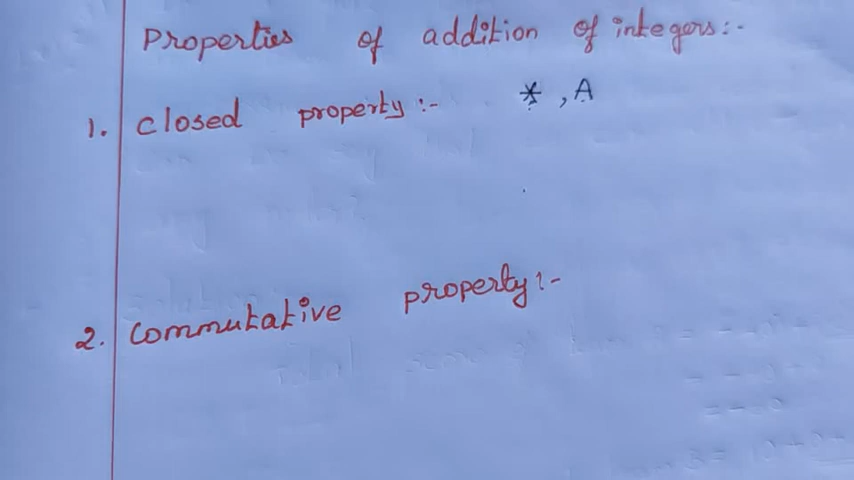 Properties of addition of integers:-
1. closed property:- * , A
2. commutative property:-